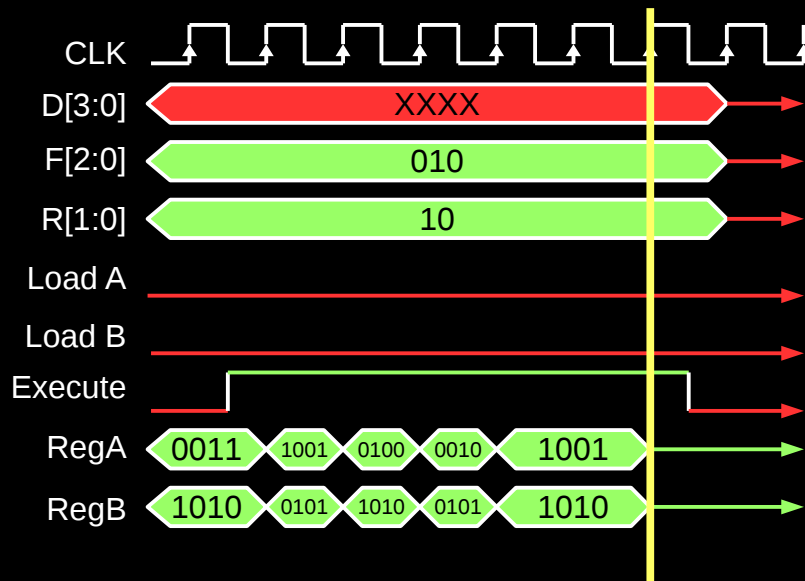 CLK
D[3:0] XXXX
F[2:0] 010
R[1:0] 10
Load A
Load B
Execute
RegA 0011 1001 0100 0010 1001
RegB 1010 0101 1010 0101 1010